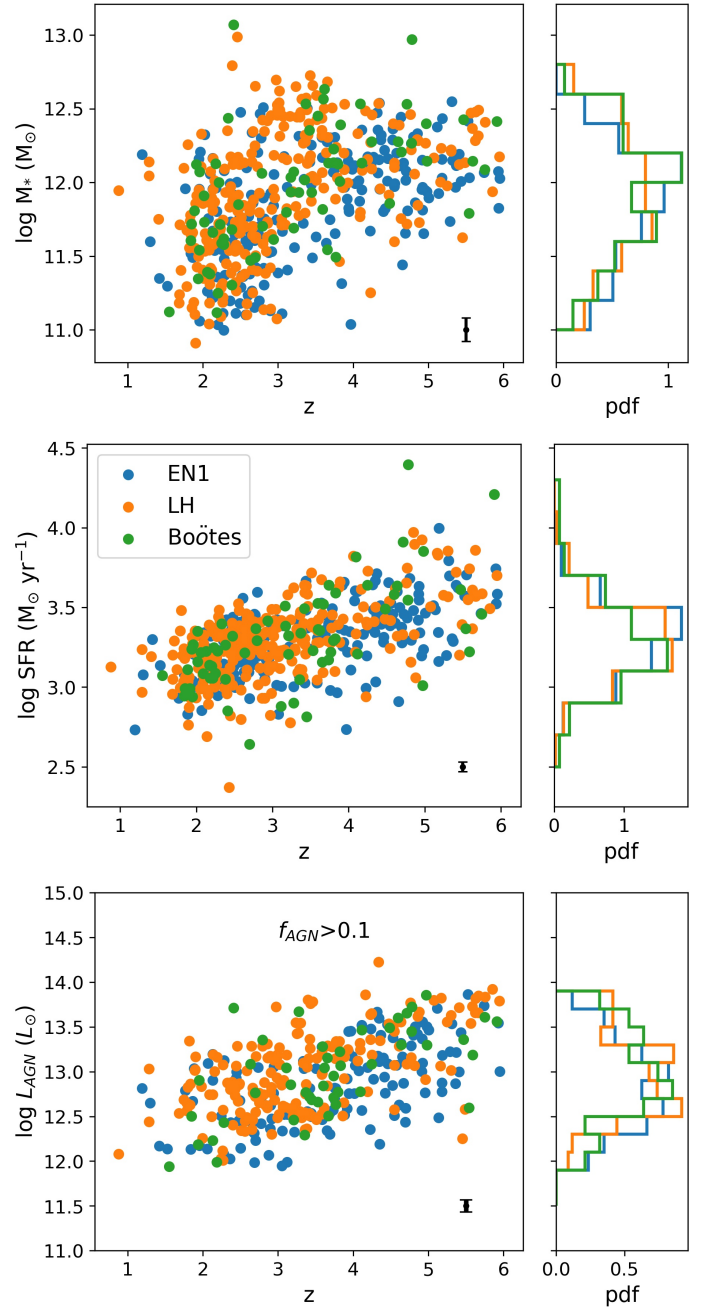 13.0
12.5
12.0
11.5
11.0
log M* (M⊙)
1 2 3 4 5 6
z
0 1
pdf
4.5
4.0
3.5
3.0
2.5
log SFR (M⊙ yr⁻¹)
EN1
LH
Boötes
1 2 3 4 5 6
z
0 1
pdf
15.0
14.5
14.0
13.5
13.0
12.5
12.0
11.5
11.0
log L_AGN (L⊙)
f_AGN>0.1
1 2 3 4 5 6
z
0.0 0.5
pdf